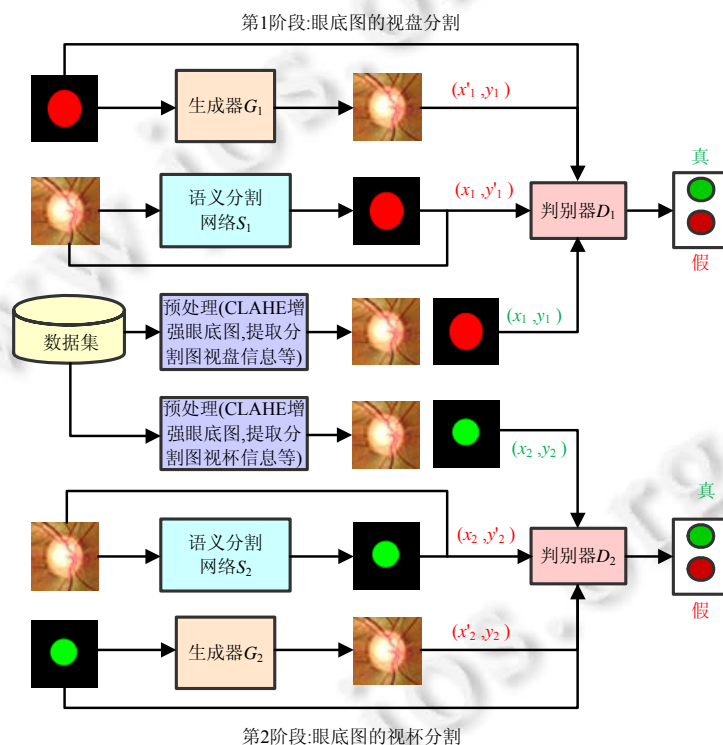 第1阶段:眼底图的视盘分割
生成器G₁
(x'₁,y₁)
真
语义分割
网络S₁
(x₁,y'₁)
判别器D₁
假
数据集
预处理(CLAHE增
强眼底图,提取分
割图视盘信息等)
(x₁,y₁)
预处理(CLAHE增
强眼底图,提取分
割图视杯信息等)
(x₂,y₂)
真
语义分割
网络S₂
(x₂,y'₂)
判别器D₂
假
生成器G₂
(x'₂,y₂)
第2阶段:眼底图的视杯分割